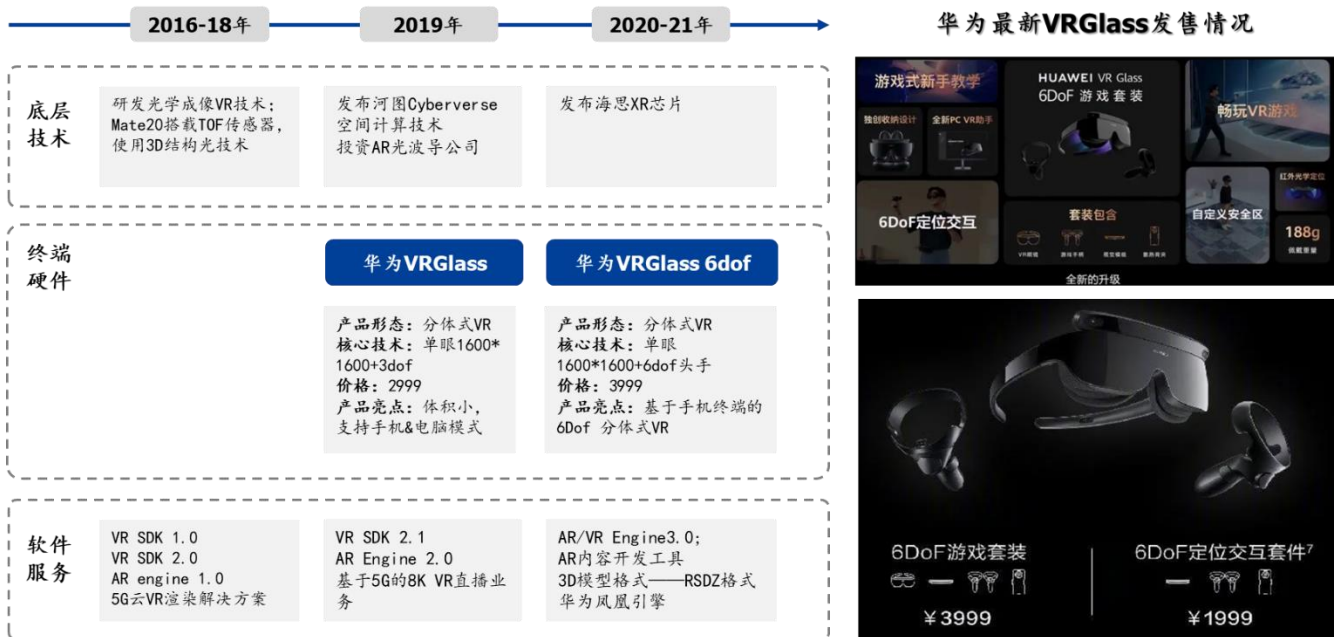 2016-18年
2019年
2020-21年
底层
技术
研发光学成像VR技术;
Mate20搭载TOF传感器,
使用3D结构光技术
发布河图Cyberverse
空间计算技术
投资AR光波导公司
发布海思XR芯片
终端
硬件
华为VRGlass
产品形态: 分体式VR
核心技术: 单眼1600*
1600+3dof
价格: 2999
产品亮点: 体积小,
支持手机&电脑模式
华为VRGlass 6dof
产品形态: 分体式VR
核心技术: 单眼
1600*1600+6dof头手
价格: 3999
产品亮点: 基于手机终端的
6Dof 分体式VR
软件
服务
VR SDK 1.0
VR SDK 2.0
AR engine 1.0
5G云VR渲染解决方案
VR SDK 2.1
AR Engine 2.0
基于5G的8K VR直播业
务
AR/VR Engine3.0;
AR内容开发工具
3D模型格式——RSDZ格式
华为凤凰引擎
华为最新VRGlass发售情况
游戏式新手教学
独创收纳设计
全新PC VR助手
HUAWEI VR Glass
6DoF 游戏套装
畅玩VR游戏
6DoF定位交互
套装包含
VR眼镜
游戏手柄
视觉模组
自定义安全区
红外光学定位
188g
佩戴重量
全新的升级
6DoF游戏套装
¥3999
6DoF定位交互套件7
¥1999